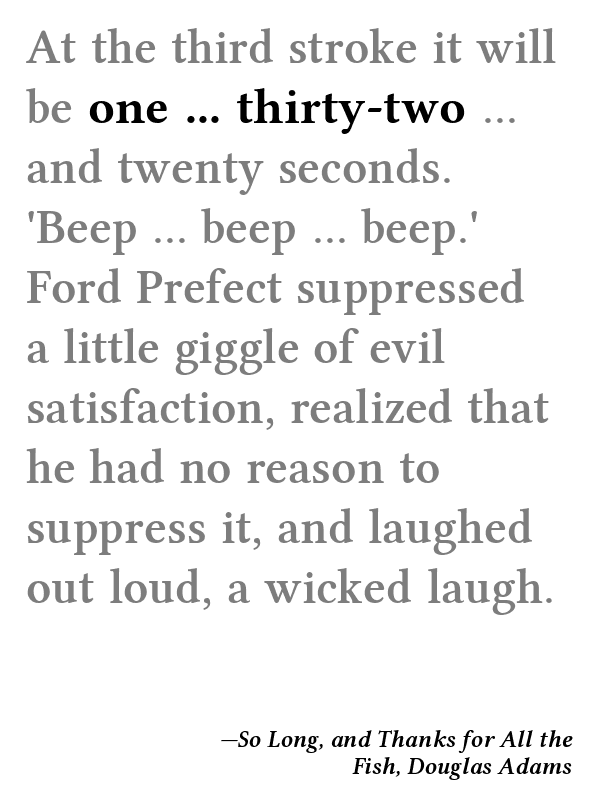 At the third stroke it will
be one ... thirty-two ...
and twenty seconds.
'Beep ... beep ... beep.'
Ford Prefect suppressed
a little giggle of evil
satisfaction, realized that
he had no reason to
suppress it, and laughed
out loud, a wicked laugh.
—So Long, and Thanks for All the
Fish, Douglas Adams